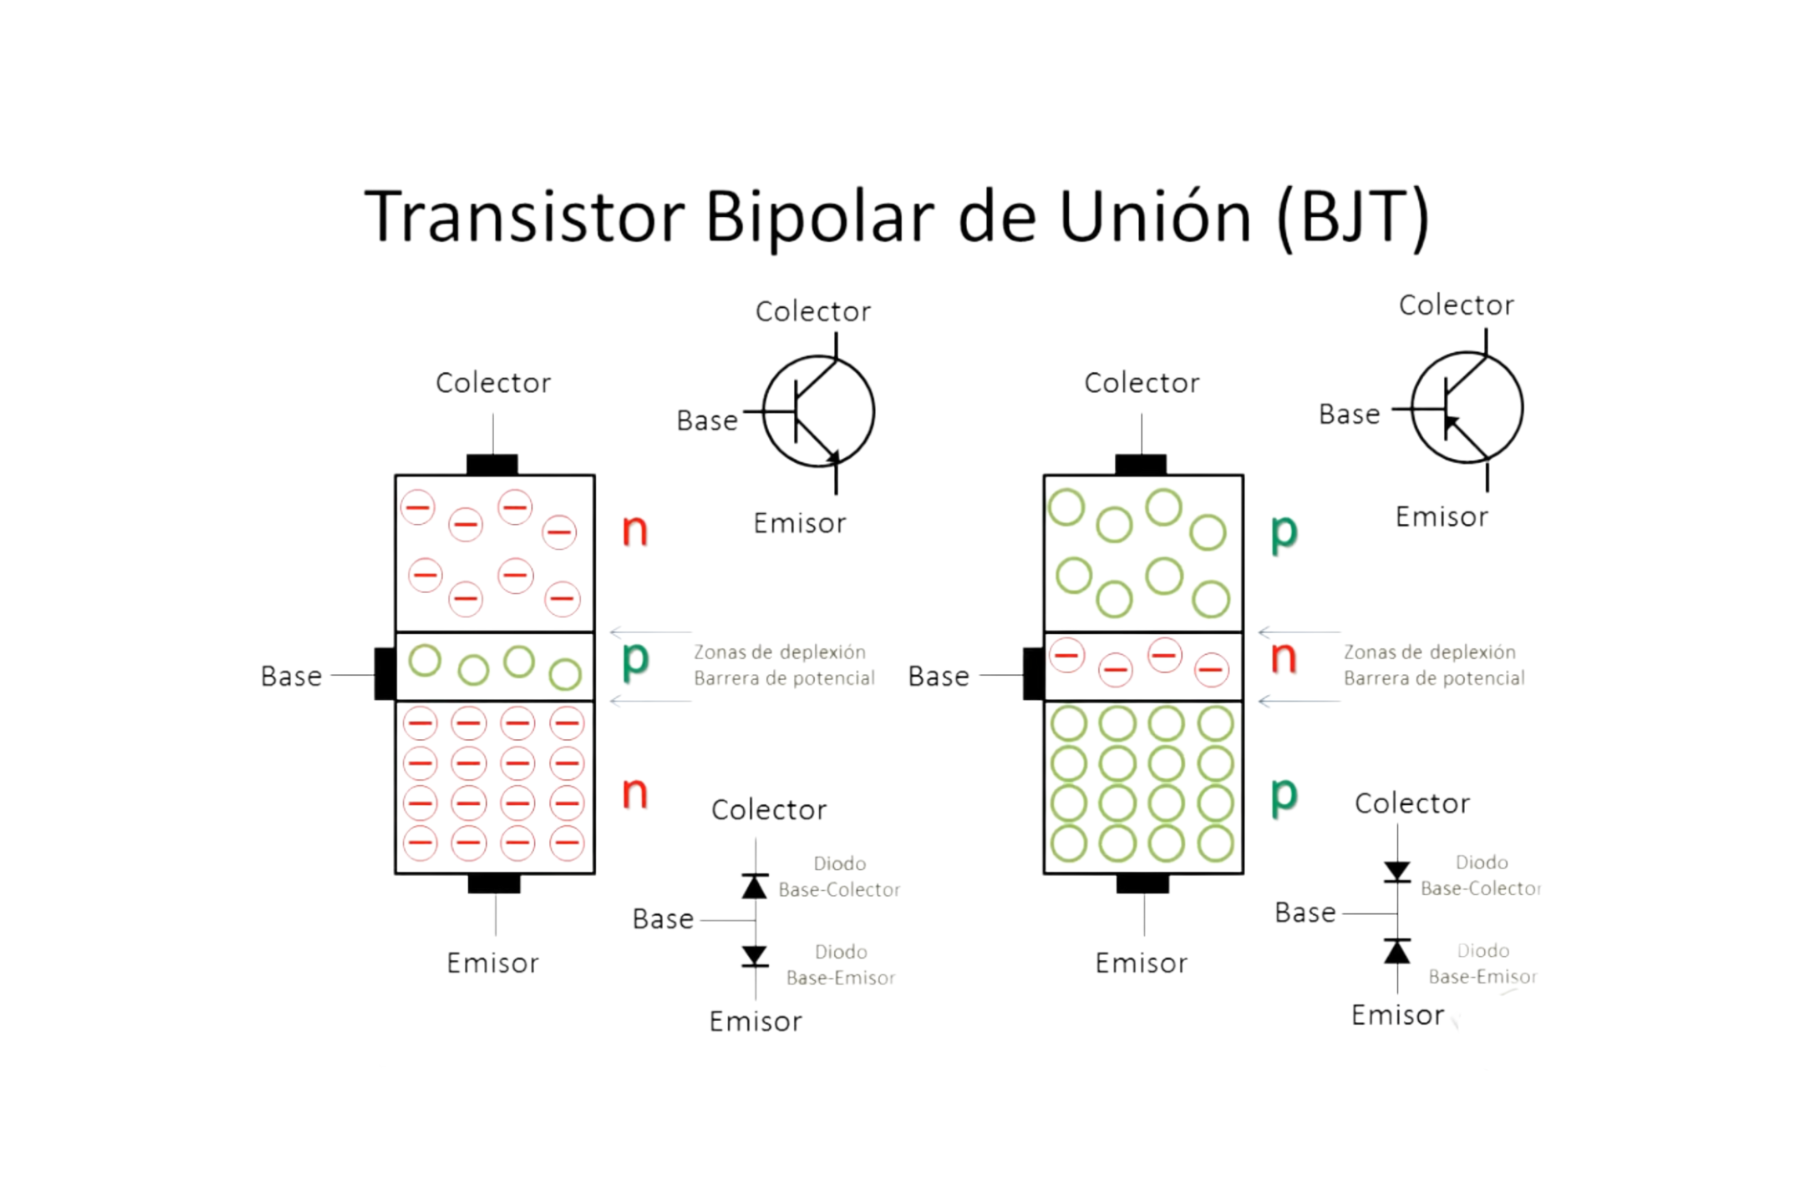 Transistor Bipolar de Unión (BJT)
Colector
Base
Emisor
Colector
n
Base
p
Zonas de deplexión
Barrera de potencial
n
Emisor
Colector
Diodo
Base-Colector
Base
Diodo
Base-Emisor
Emisor
Colector
Base
Emisor
Colector
p
Base
n
Zonas de deplexión
Barrera de potencial
p
Emisor
Colector
Diodo
Base-Colector
Base
Diodo
Base-Emisor
Emisor